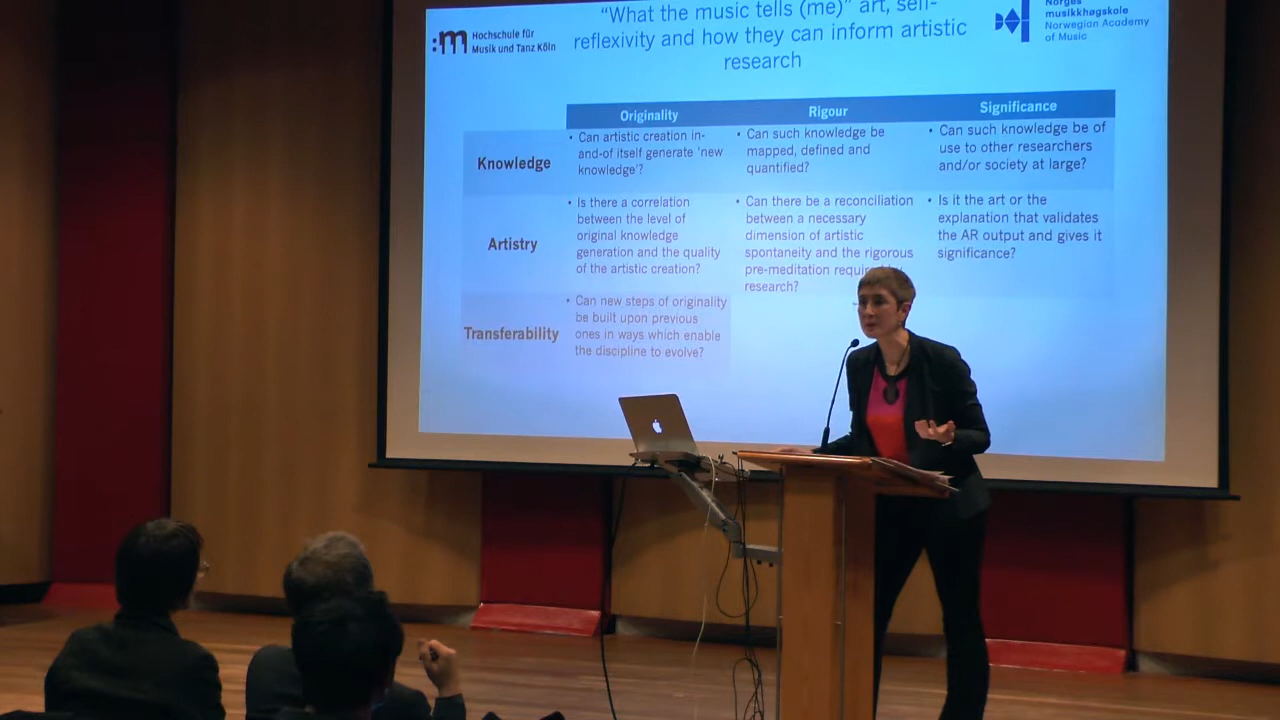 :m Hochschule für
Musik und Tanz Köln
"What the music tells (me)" art, self-
reflexivity and how they can inform artistic
research
Norges
musikkhøgskole
Norwegian Academy
of Music
Originality Rigour Significance
Knowledge
• Can artistic creation in-
and-of itself generate 'new
knowledge'?
• Can such knowledge be
mapped, defined and
quantified?
• Can such knowledge be of
use to other researchers
and/or society at large?
Artistry
• Is there a correlation
between the level of
original knowledge
generation and the quality
of the artistic creation?
• Can there be a reconciliation
between a necessary
dimension of artistic
spontaneity and the rigorous
pre-meditation
research?
• Is it the art or the
explanation that validates
the AR output and gives it
significance?
Transferability
• Can new steps of originality
be built upon previous
ones in ways which enable
the discipline to evolve?